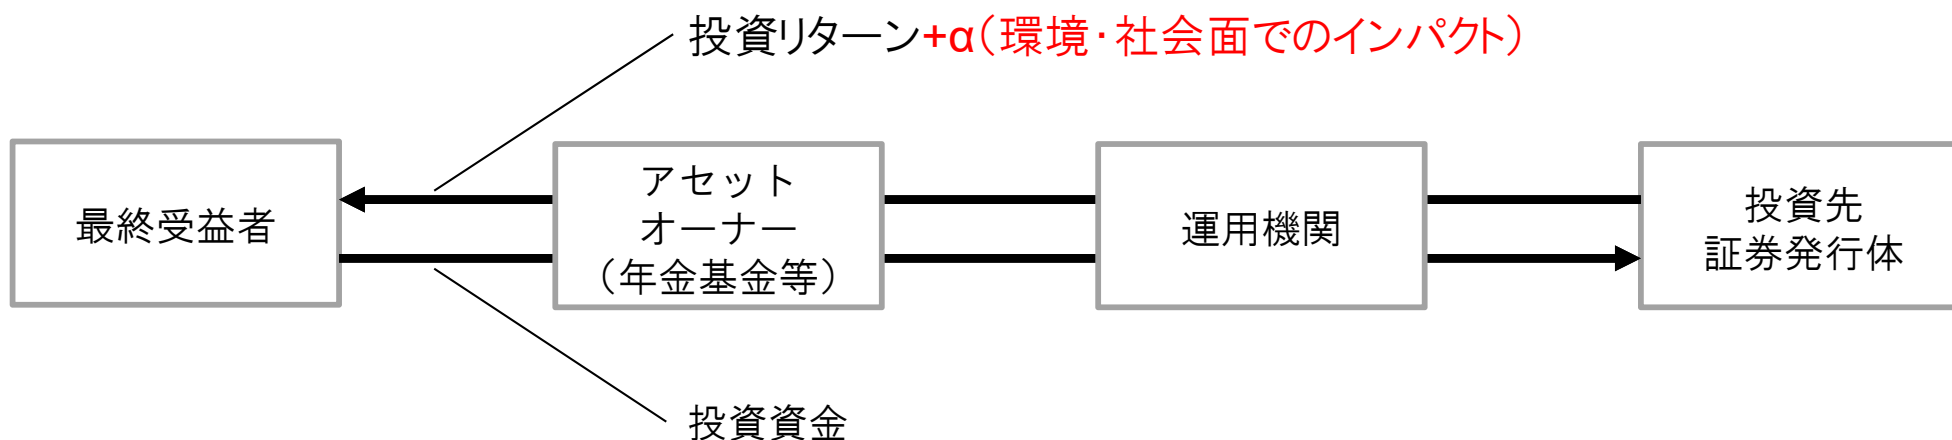 投資リターン+α(環境・社会面でのインパクト)
最終受益者
アセット
オーナー
(年金基金等)
運用機関
投資先
証券発行体
投資資金